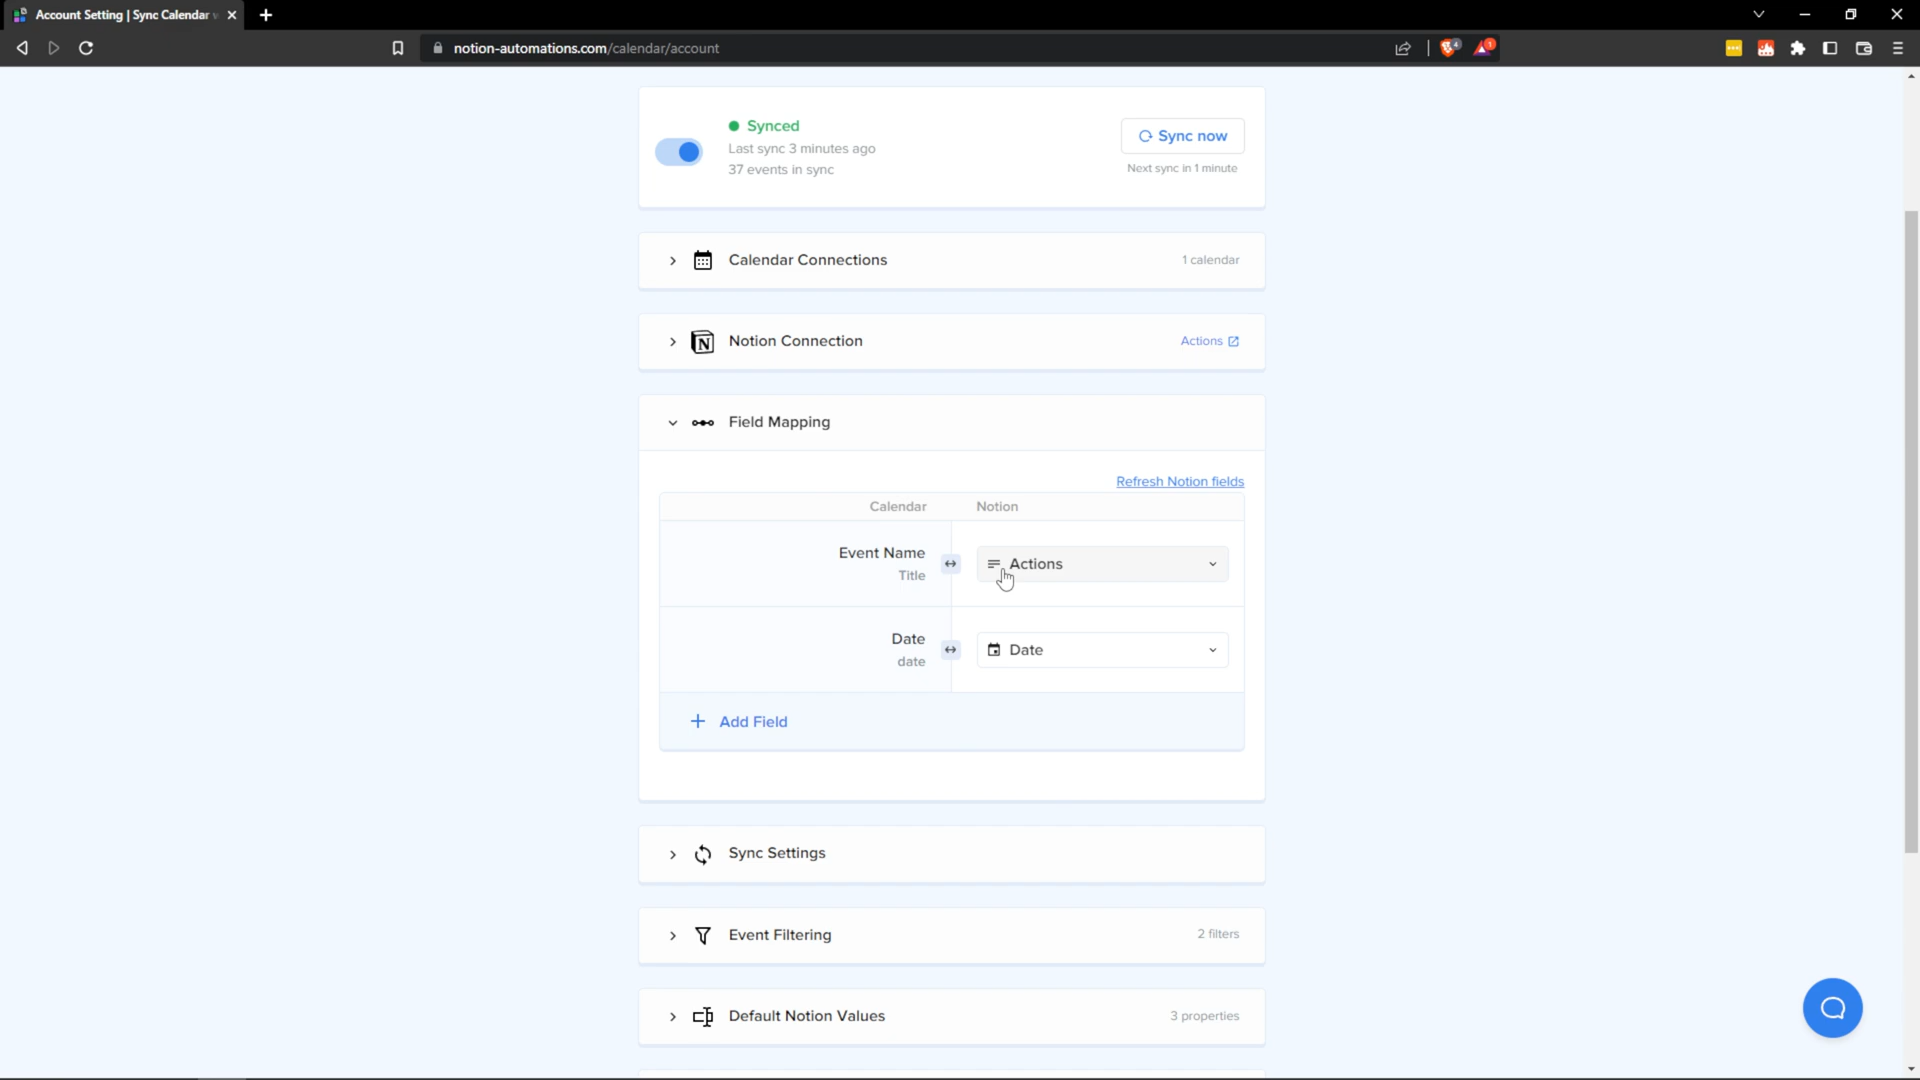 Account Setting | Sync Calendar
notion-automations.com/calendar/account
4
1
Synced
Last sync 3 minutes ago
37 events in sync
Sync now
Next sync in 1 minute
Calendar Connections
1 calendar
Notion Connection
Actions
Field Mapping
Refresh Notion fields
Calendar
Notion
Event Name
Title
Actions
Date
date
Date
Add Field
Sync Settings
Event Filtering
2 filters
Default Notion Values
3 properties